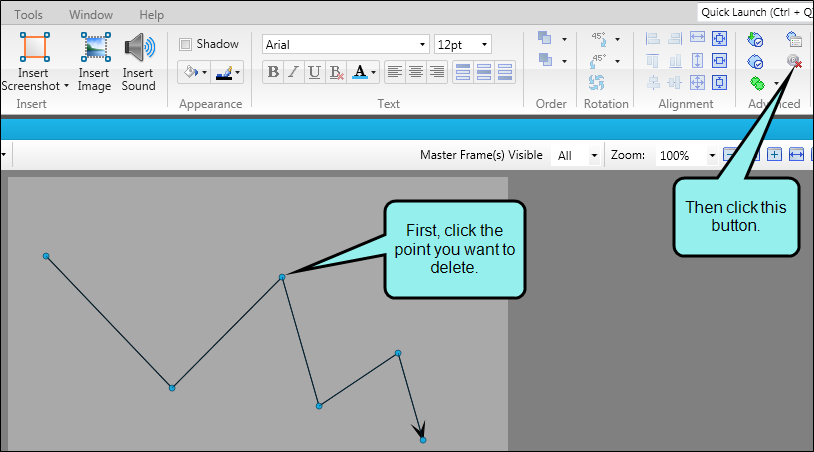 Tools Window Help Quick Launch (Ctrl + Q
Shadow Arial 12pt 45°
Insert Insert Insert
Screenshot Image Sound B I U B 45°
Insert Appearance Text Order Rotation Alignment Advanced
Master Frame(s) Visible All Zoom: 100%
First, click the
point you want to
delete.
Then click this
button.